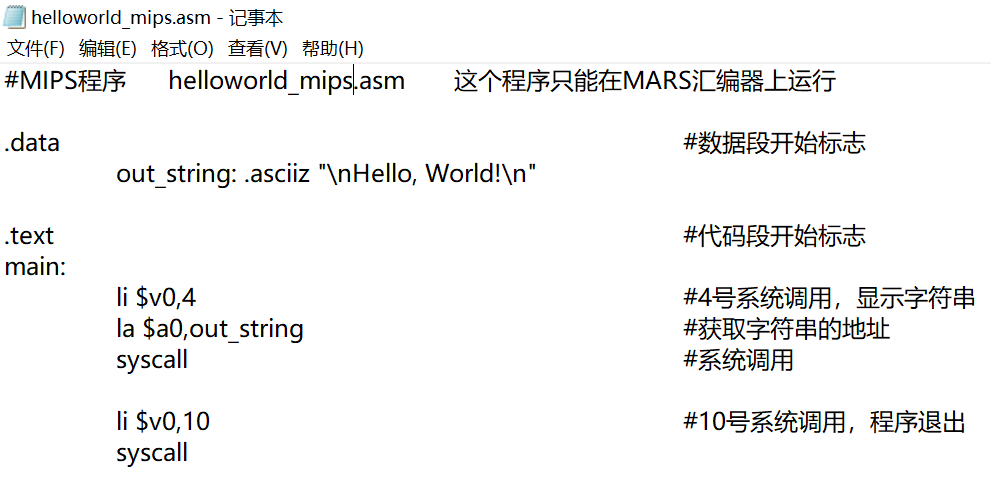 helloworld_mips.asm - 记事本
文件(F) 编辑(E) 格式(O) 查看(V) 帮助(H)
#MIPS程序 helloworld_mips.asm 这个程序只能在MARS汇编器上运行
.data #数据段开始标志
out_string: .asciiz "\nHello, World!\n"
.text #代码段开始标志
main:
li $v0,4 #4号系统调用，显示字符串
la $a0,out_string #获取字符串的地址
syscall #系统调用
li $v0,10 #10号系统调用，程序退出
syscall